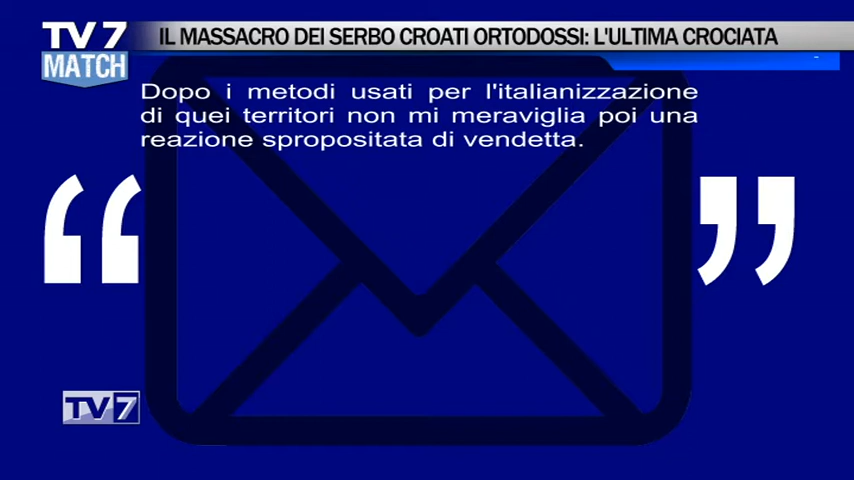 TV7
MATCH
IL MASSACRO DEI SERBO CROATI ORTODOSSI: L'ULTIMA CROCIATA
Dopo i metodi usati per l'italianizzazione
di quei territori non mi meraviglia poi una
reazione spropositata di vendetta.
“ ”
TV7